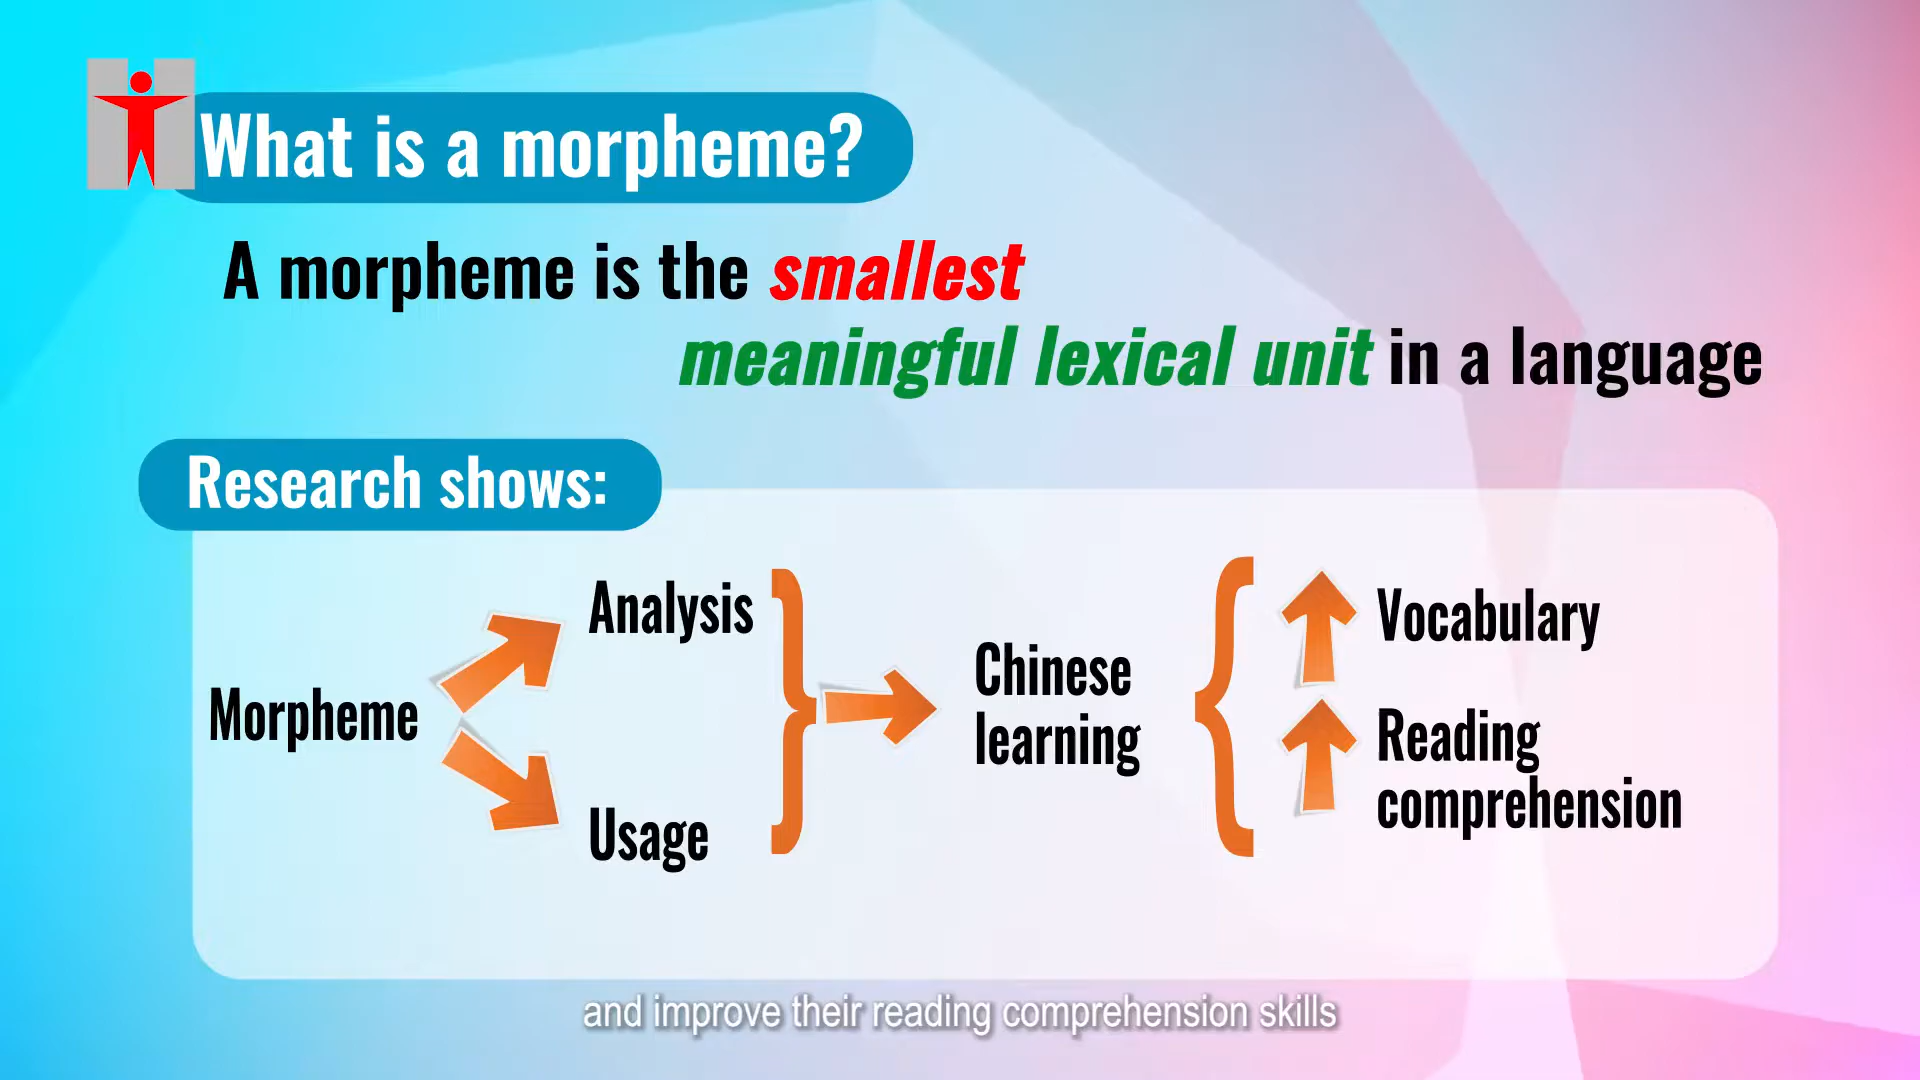 What is a morpheme?
A morpheme is the smallest
meaningful lexical unit in a language
Research shows:
Morpheme
Analysis
Usage
Chinese
learning
Vocabulary
Reading
comprehension
and improve their reading comprehension skills